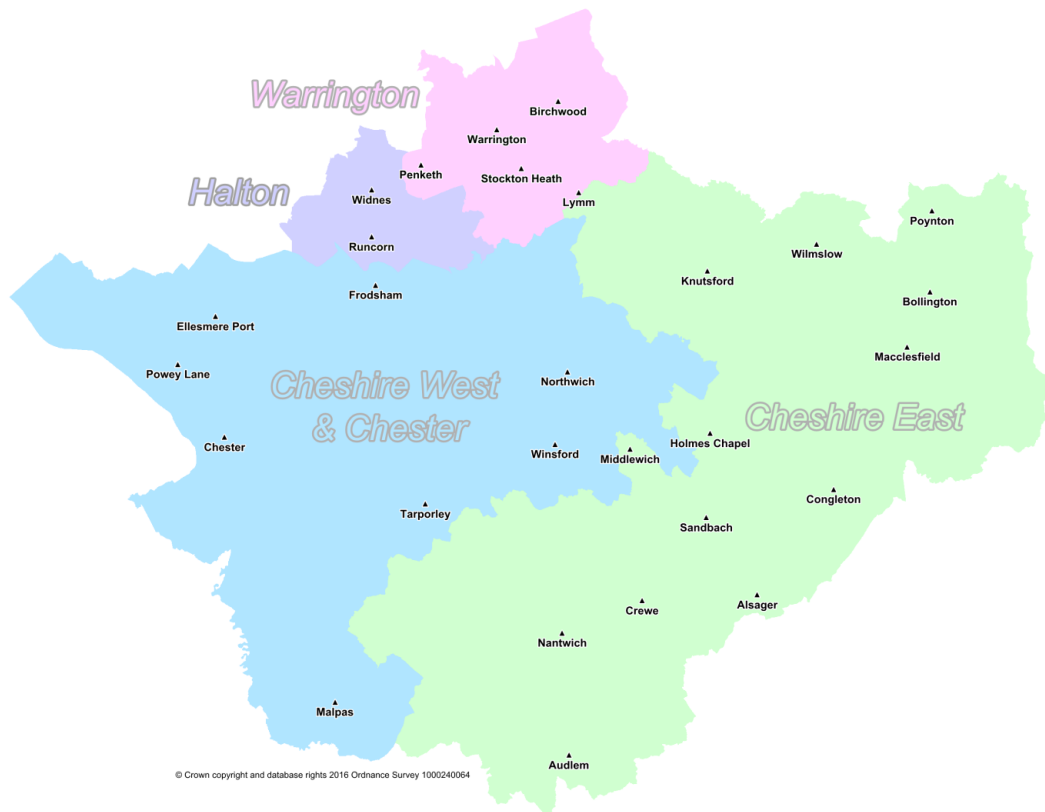 Warrington
Birchwood
Warrington
Penketh
Stockton Heath
Halton
Widnes
Lymm
Poynton
Runcorn
Wilmslow
Knutsford
Frodsham
Bollington
Ellesmere Port
Macclesfield
Powey Lane
Northwich
Cheshire West
& Chester
Cheshire East
Chester
Holmes Chapel
Winsford
Middlewich
Congleton
Tarporley
Sandbach
Alsager
Crewe
Nantwich
Malpas
Audlem
© Crown copyright and database rights 2016 Ordnance Survey 1000240064